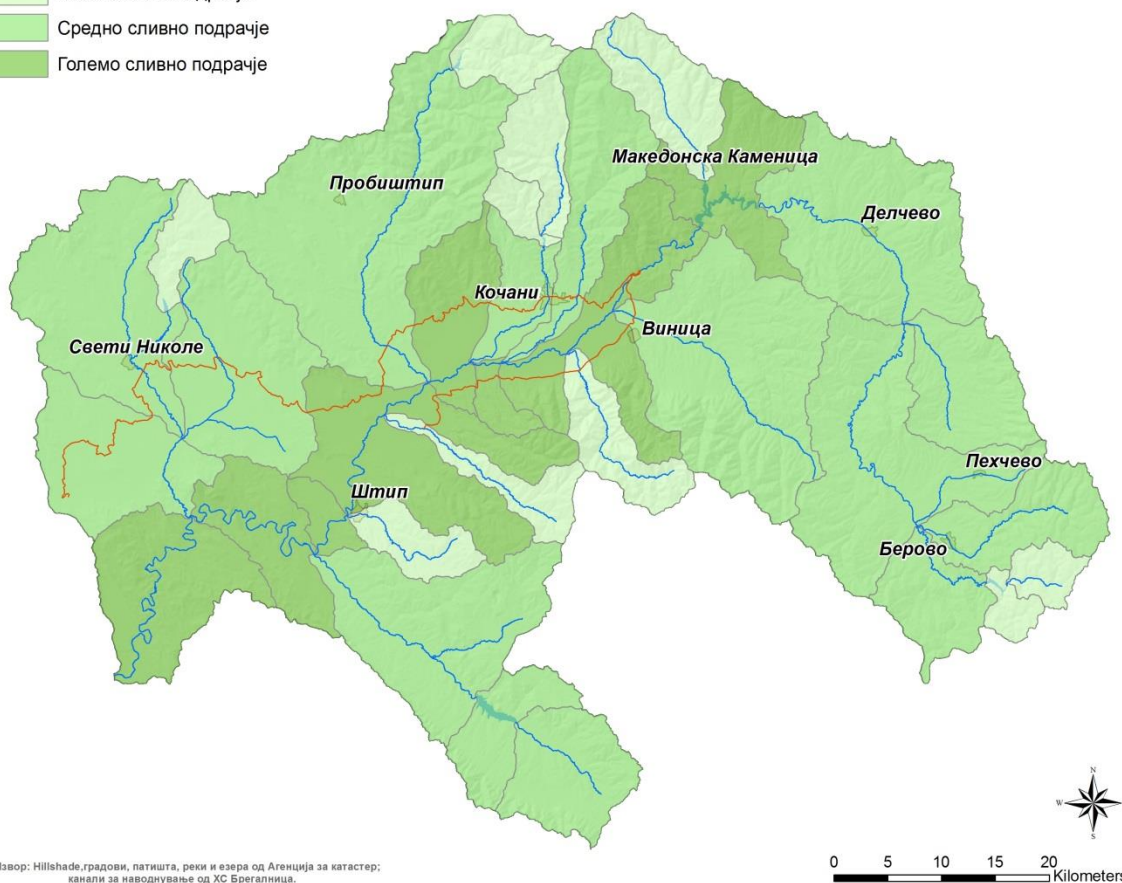 Средно сливно подрачје
Големо сливно подрачје
Македонска Каменица
Пробиштип
Делчево
Кочани
Виница
Свети Николе
Пехчево
Штип
Берово
N
W
S
Извор: Hillshade,градови, патишта, реки и езера од Агенција за катастер;
канали за наводнување од ХС Брегалница.
0 5 10 15 20
Kilometers